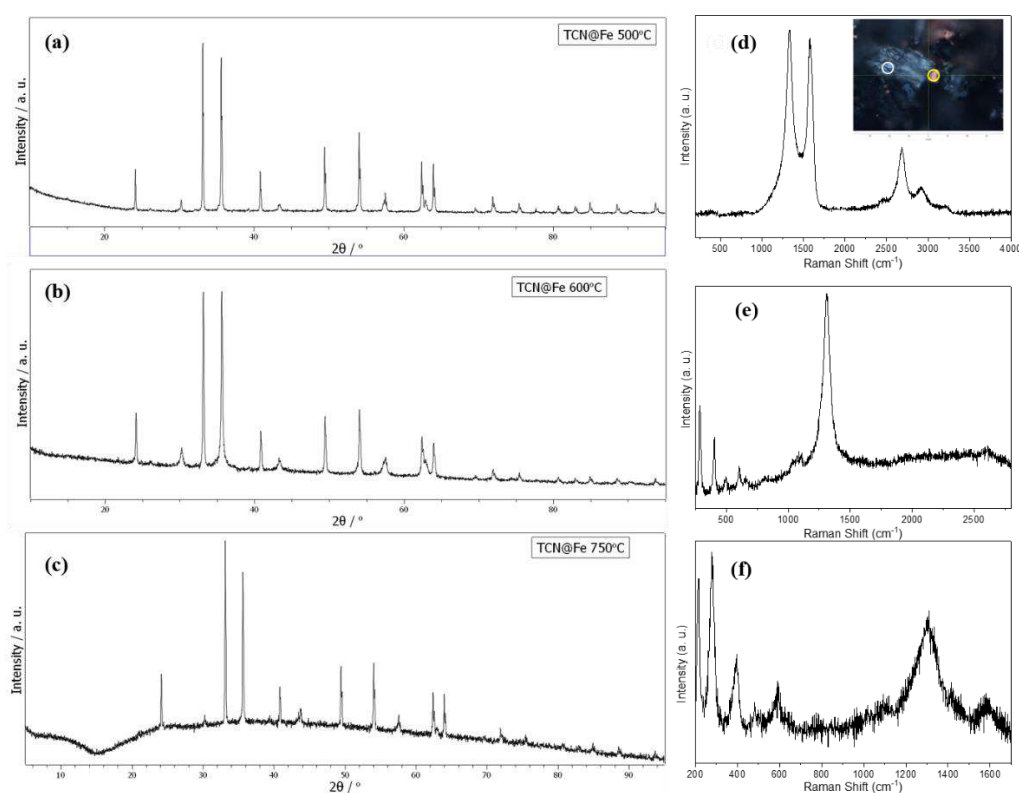 (a)
TCN@Fe 500°C
Intensity / a. u.
20
40
60
80
2θ / °
(b)
TCN@Fe 600°C
Intensity / a. u.
20
40
60
80
2θ / °
(c)
TCN@Fe 750°C
Intensity / a. u.
10
20
30
40
50
60
70
80
90
2θ / °
(d)
Intensity (a. u.)
500 1000 1500 2000 2500 3000 3500 4000
Raman Shift (cm⁻¹)
(e)
Intensity (a. u.)
500 1000 1500 2000 2500
Raman Shift (cm⁻¹)
(f)
Intensity (a. u.)
200 400 600 800 1000 1200 1400 1600
Raman Shift (cm⁻¹)